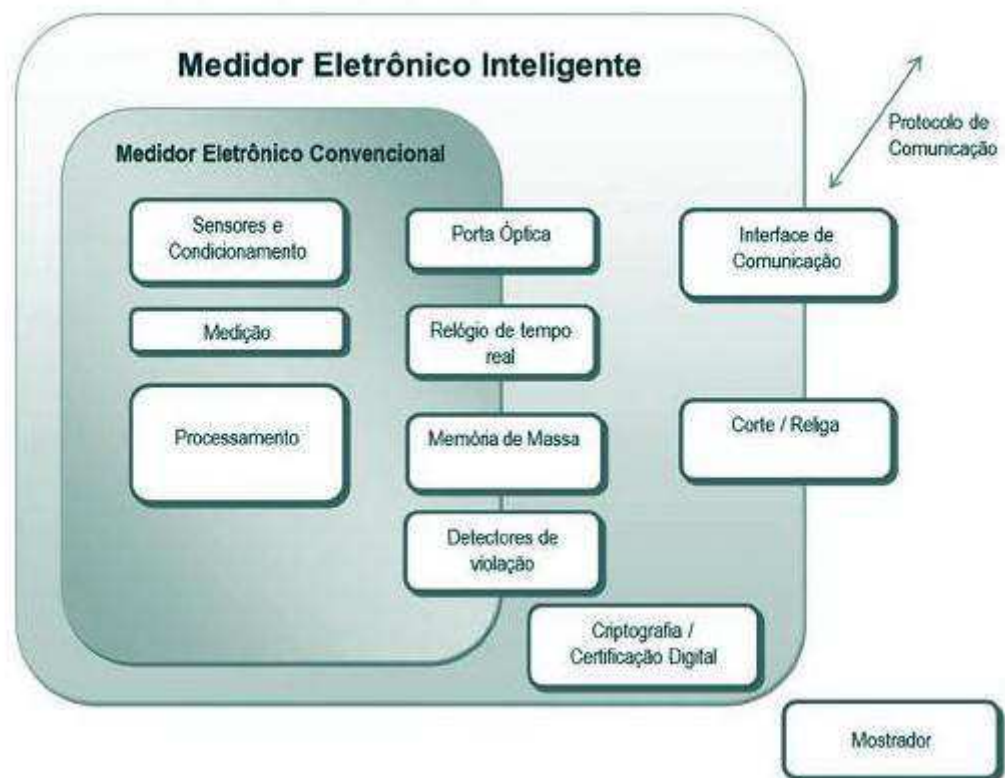 Medidor Eletrônico Inteligente
Protocolo de
Comunicação
Medidor Eletrônico Convencional
Sensores e
Condicionamento
Porta Óptica
Interface de
Comunicação
Medição
Relógio de tempo
real
Processamento
Memória de Massa
Corte / Religa
Detectores de
violação
Criptografia /
Certificação Digital
Mostrador